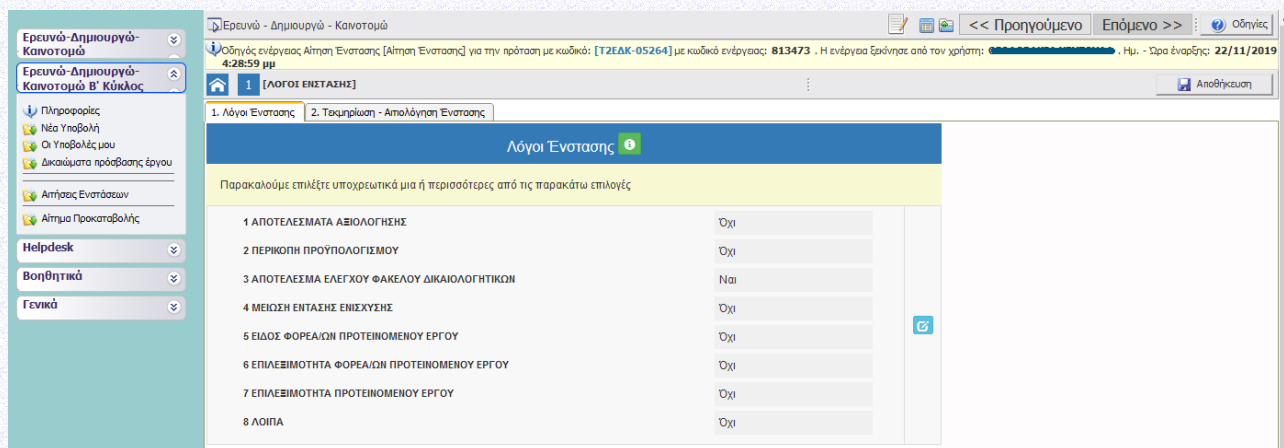 Ερευνώ-Δημιουργώ-
Καινοτομώ
Ερευνώ-Δημιουργώ-
Καινοτομώ Β' Κύκλος
Πληροφορίες
Νέα Υποβολή
Οι Υποβολές μου
Δικαιώματα πρόσβασης έργου
Αιτήσεις Ενστάσεων
Αίτημα Προκαταβολής
Helpdesk
Βοηθητικά
Γενικά
Ερευνώ - Δημιουργώ - Καινοτομώ
<< Προηγούμενο Επόμενο >> Οδηγίες
Οδηγός ενέργειας Αίτηση Ένστασης [Αίτηση Ένστασης] για την πρόταση με κωδικό: [Τ2ΕΔΚ-05264] με κωδικό ενέργειας: 813473 . Η ενέργεια ξεκίνησε από τον χρήστη: . Ημ. - Ώρα έναρξης: 22/11/2019
4:28:59 μμ
1 [ΛΟΓΟΙ ΕΝΣΤΑΣΗΣ] Αποθήκευση
1. Λόγοι Ένστασης 2. Τεκμηρίωση - Αιτιολόγηση Ένστασης
Λόγοι Ένστασης
Παρακαλούμε επιλέξτε υποχρεωτικά μια ή περισσότερες από τις παρακάτω επιλογές
1 ΑΠΟΤΕΛΕΣΜΑΤΑ ΑΞΙΟΛΟΓΗΣΗΣ Όχι
2 ΠΕΡΙΚΟΠΗ ΠΡΟΫΠΟΛΟΓΙΣΜΟΥ Όχι
3 ΑΠΟΤΕΛΕΣΜΑ ΕΛΕΓΧΟΥ ΦΑΚΕΛΟΥ ΔΙΚΑΙΟΛΟΓΗΤΙΚΩΝ Ναι
4 ΜΕΙΩΣΗ ΕΝΤΑΣΗΣ ΕΝΙΣΧΥΣΗΣ Όχι
5 ΕΙΔΟΣ ΦΟΡΕΑ/ΩΝ ΠΡΟΤΕΙΝΟΜΕΝΟΥ ΕΡΓΟΥ Όχι
6 ΕΠΙΛΕΞΙΜΟΤΗΤΑ ΦΟΡΕΑ/ΩΝ ΠΡΟΤΕΙΝΟΜΕΝΟΥ ΕΡΓΟΥ Όχι
7 ΕΠΙΛΕΞΙΜΟΤΗΤΑ ΠΡΟΤΕΙΝΟΜΕΝΟΥ ΕΡΓΟΥ Όχι
8 ΛΟΙΠΑ Όχι